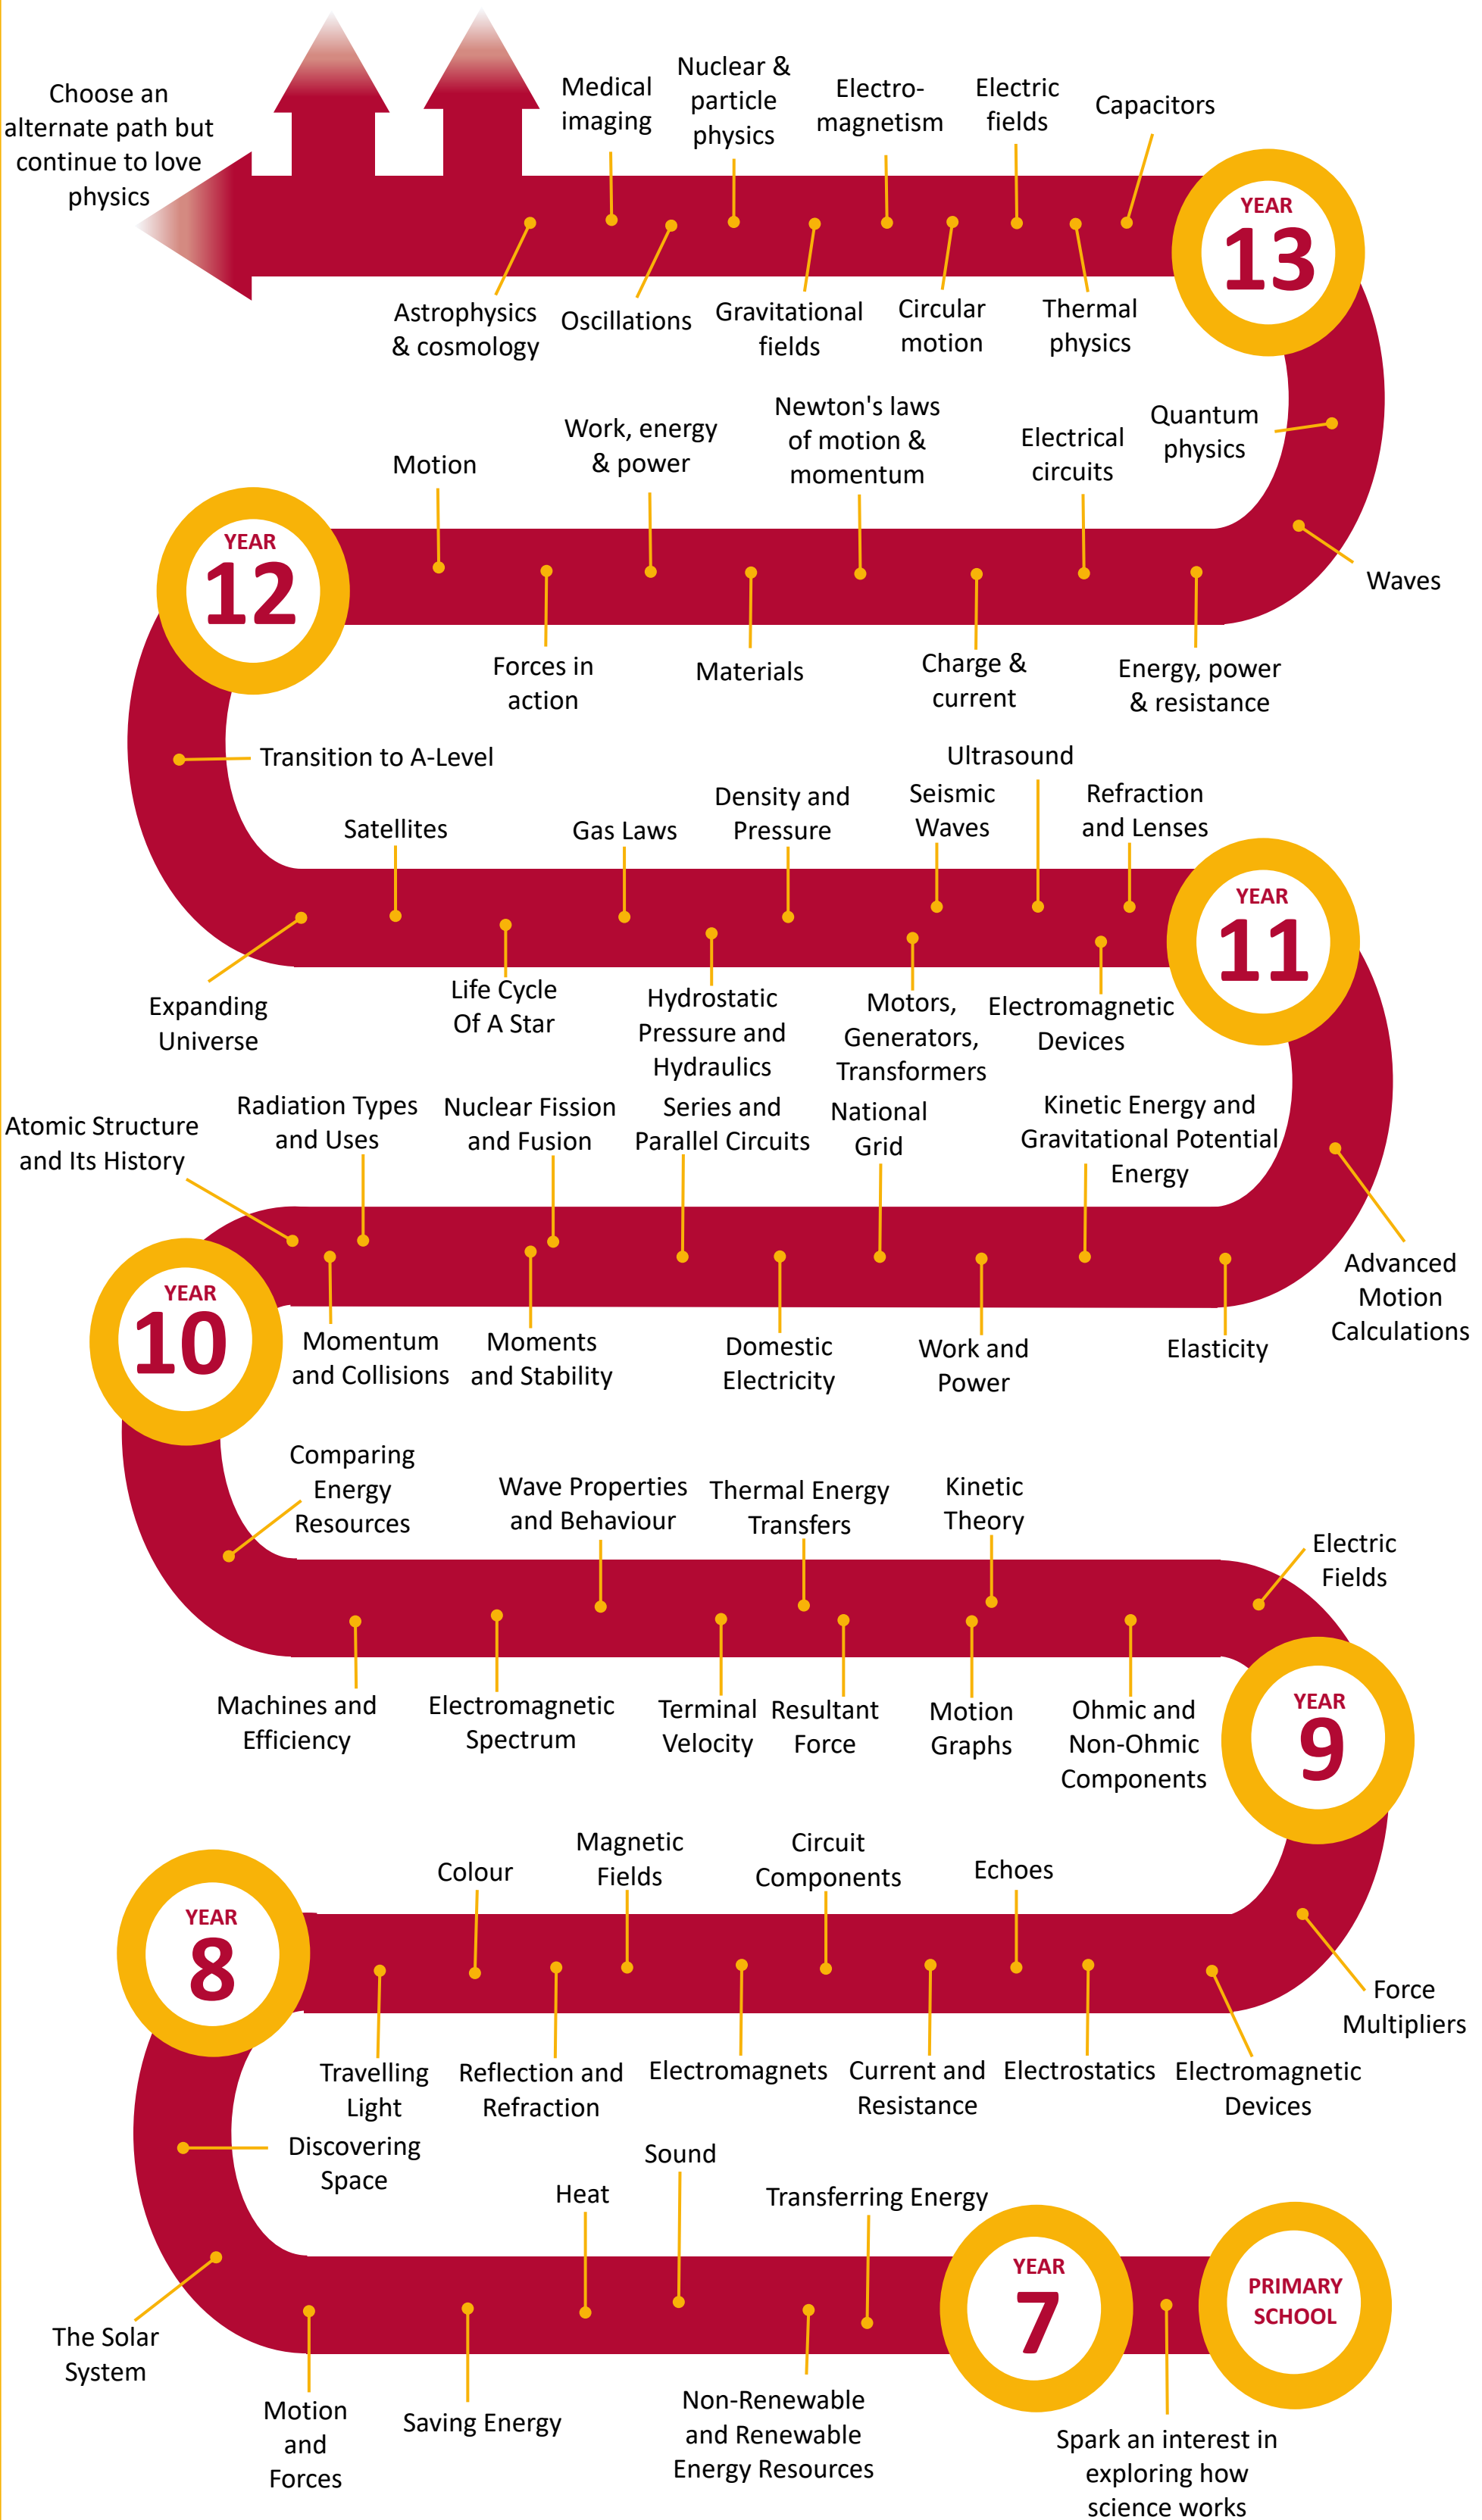 Choose an
alternate path but
continue to love
physics
Medical
imaging
Nuclear &
particle
physics
Electro-
magnetism
Electric
fields
Capacitors
YEAR
13
Astrophysics
& cosmology
Oscillations
Gravitational
fields
Circular
motion
Thermal
physics
Motion
Work, energy
& power
Newton's laws
of motion &
momentum
Electrical
circuits
Quantum
physics
YEAR
12
Waves
Forces in
action
Materials
Charge &
current
Energy, power
& resistance
Transition to A-Level
Satellites
Gas Laws
Density and
Pressure
Seismic
Waves
Ultrasound
Refraction
and Lenses
YEAR
11
Expanding
Universe
Life Cycle
Of A Star
Hydrostatic
Pressure and
Hydraulics
Motors,
Generators,
Transformers
Electromagnetic
Devices
Atomic Structure
and Its History
Radiation Types
and Uses
Nuclear Fission
and Fusion
Series and
Parallel Circuits
National
Grid
Kinetic Energy and
Gravitational Potential
Energy
Advanced
Motion
Calculations
YEAR
10
Momentum
and Collisions
Moments
and Stability
Domestic
Electricity
Work and
Power
Elasticity
Comparing
Energy
Resources
Wave Properties
and Behaviour
Thermal Energy
Transfers
Kinetic
Theory
Electric
Fields
Machines and
Efficiency
Electromagnetic
Spectrum
Terminal
Velocity
Resultant
Force
Motion
Graphs
Ohmic and
Non-Ohmic
Components
YEAR
9
Colour
Magnetic
Fields
Circuit
Components
Echoes
YEAR
8
Force
Multipliers
Travelling
Light
Reflection and
Refraction
Electromagnets
Current and
Resistance
Electrostatics
Electromagnetic
Devices
Discovering
Space
Heat
Sound
Transferring Energy
YEAR
7
PRIMARY
SCHOOL
The Solar
System
Motion
and
Forces
Saving Energy
Non-Renewable
and Renewable
Energy Resources
Spark an interest in
exploring how
science works